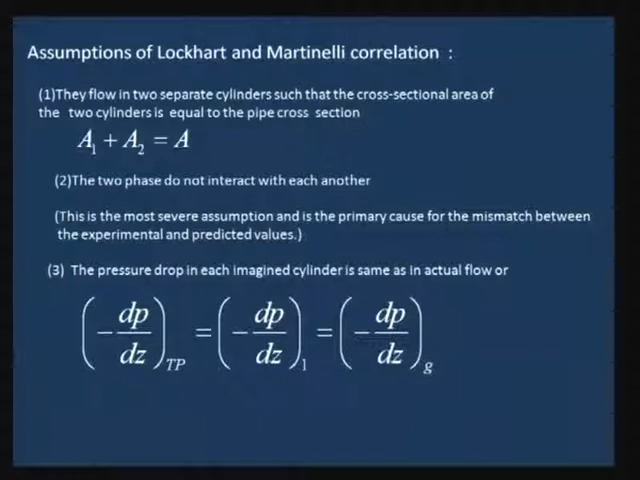 Assumptions of Lockhart and Martinelli correlation :
(1)They flow in two separate cylinders such that the cross-sectional area of
the two cylinders is equal to the pipe cross section
A₁ + A₂ = A
(2)The two phase do not interact with each another
(This is the most severe assumption and is the primary cause for the mismatch between
the experimental and predicted values.)
(3) The pressure drop in each imagined cylinder is same as in actual flow or
(− dp/dz)_TP = (− dp/dz)_1 = (− dp/dz)_g